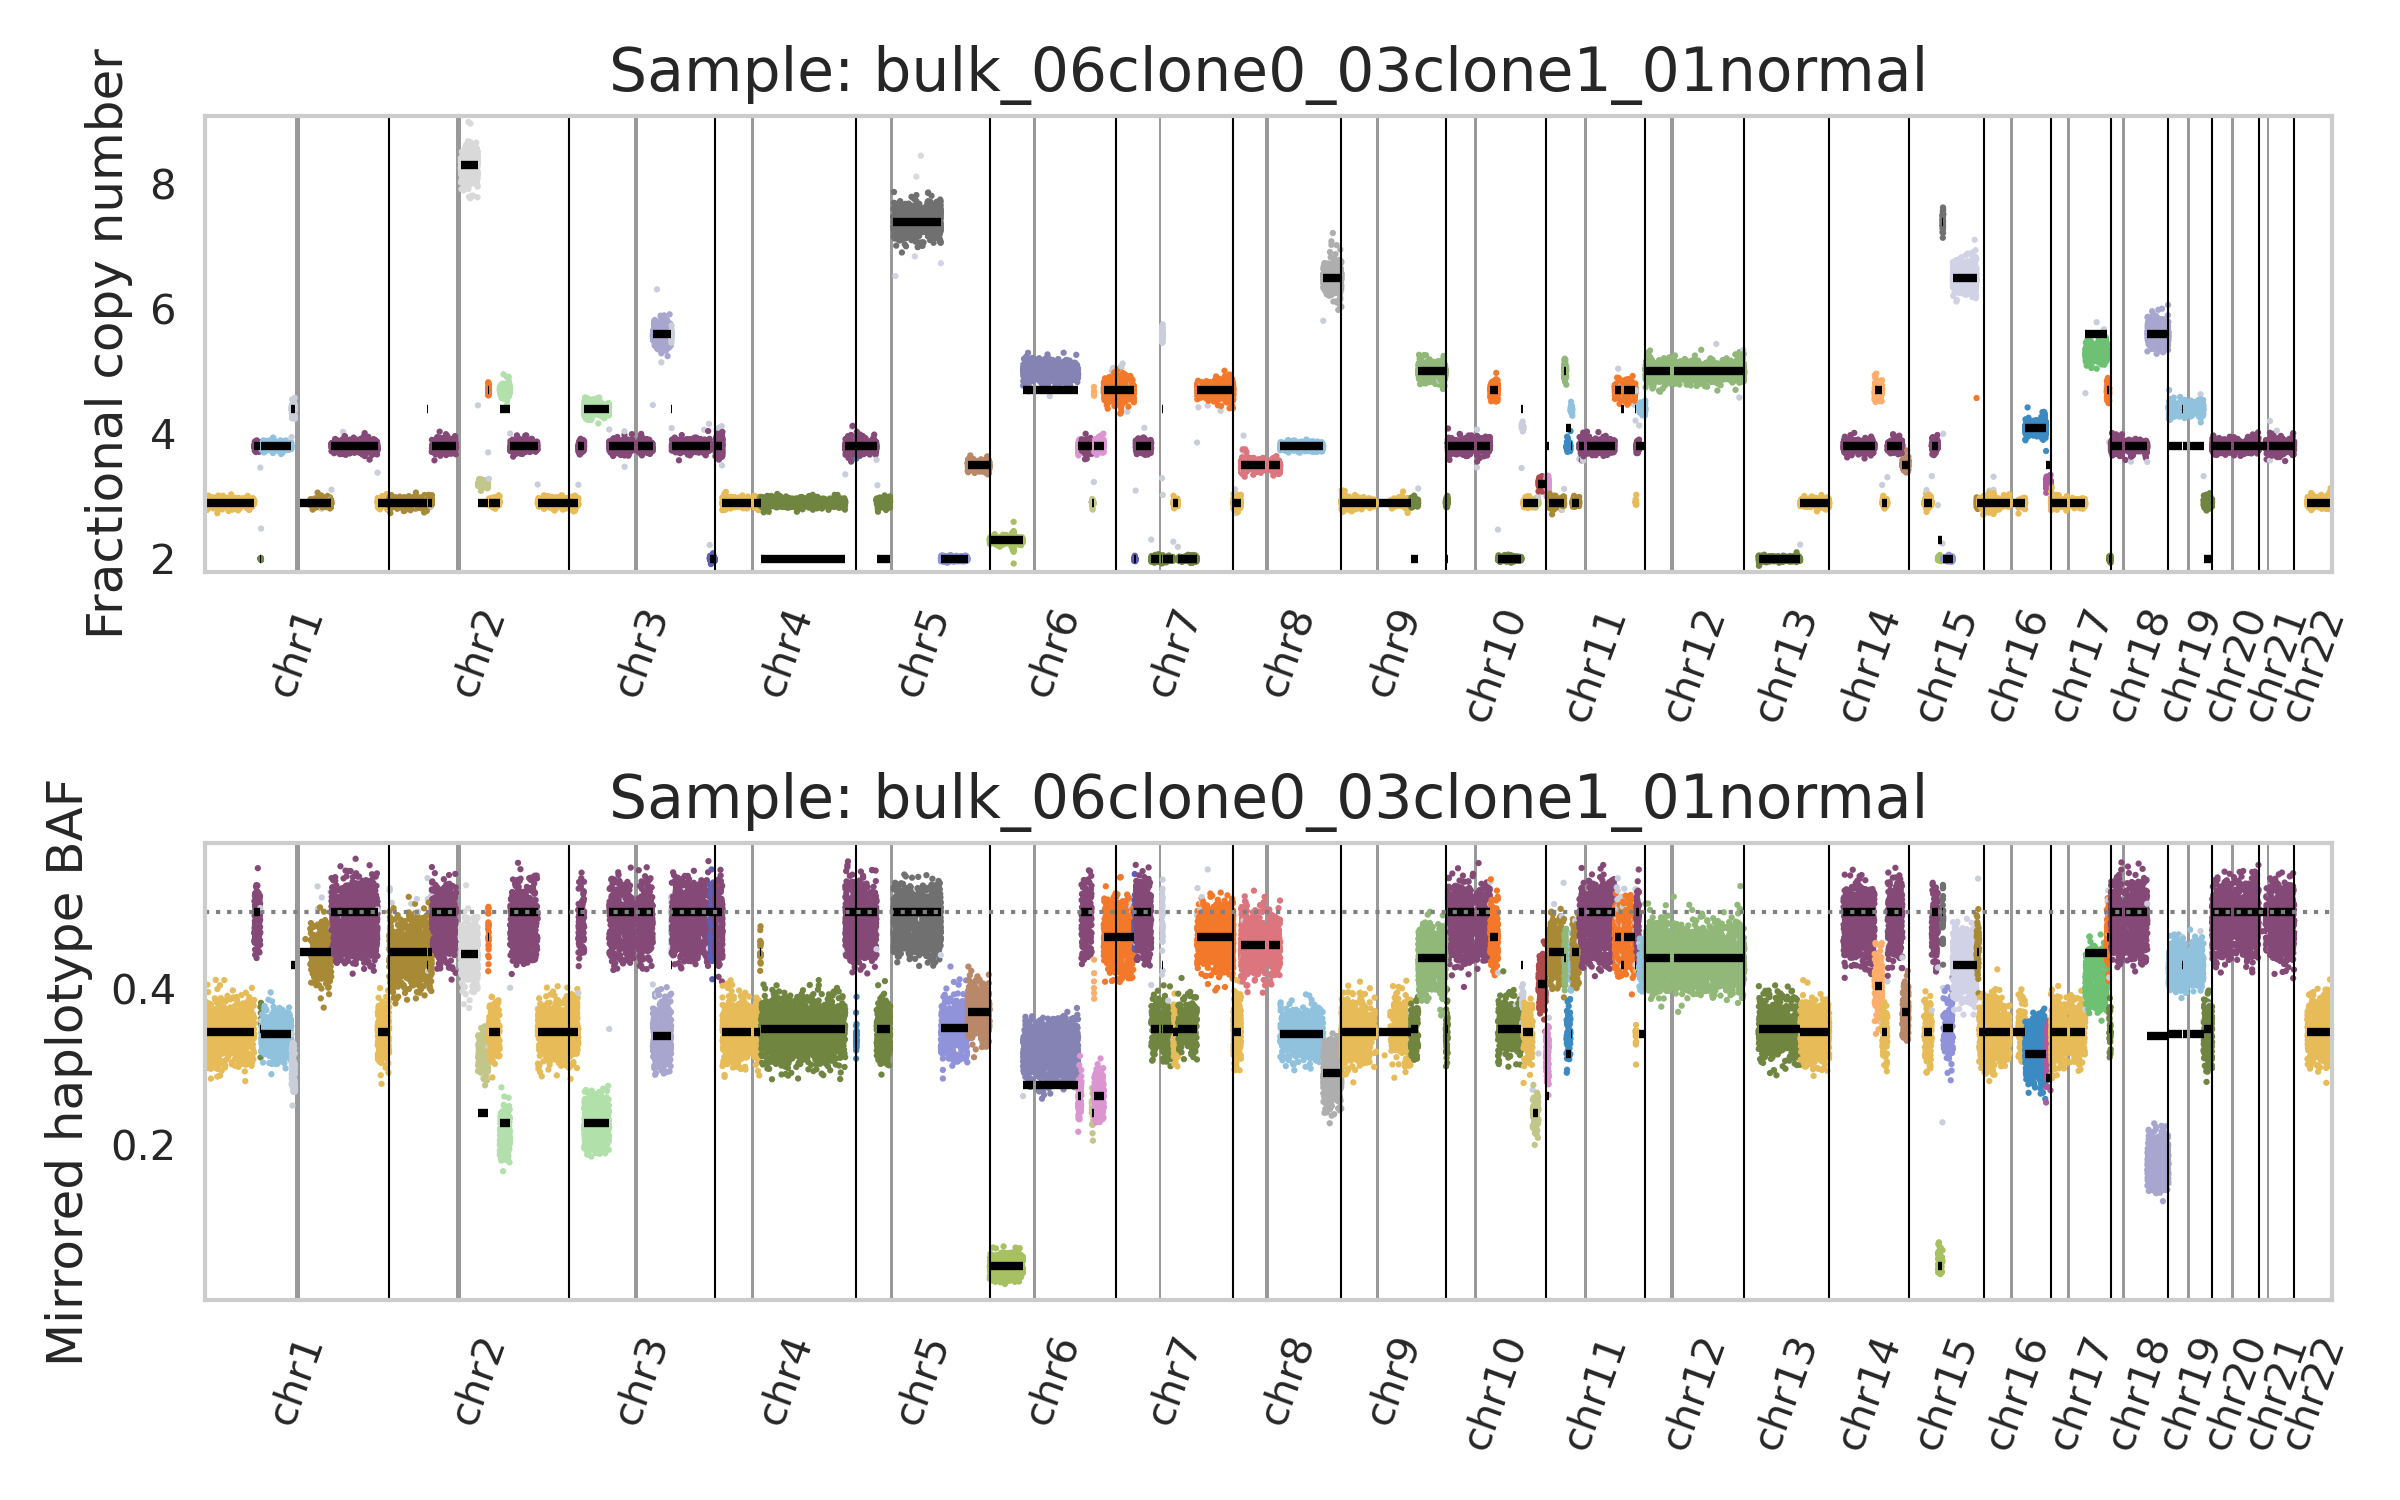 Sample: bulk_06clone0_03clone1_01normal
Fractional copy number
8
6
4
2
chr1 chr2 chr3 chr4 chr5 chr6 chr7 chr8 chr9 chr10 chr11 chr12 chr13 chr14 chr15 chr16 chr17 chr18 chr19 chr20 chr21 chr22
Sample: bulk_06clone0_03clone1_01normal
Mirrored haplotype BAF
0.4
0.2
chr1 chr2 chr3 chr4 chr5 chr6 chr7 chr8 chr9 chr10 chr11 chr12 chr13 chr14 chr15 chr16 chr17 chr18 chr19 chr20 chr21 chr22